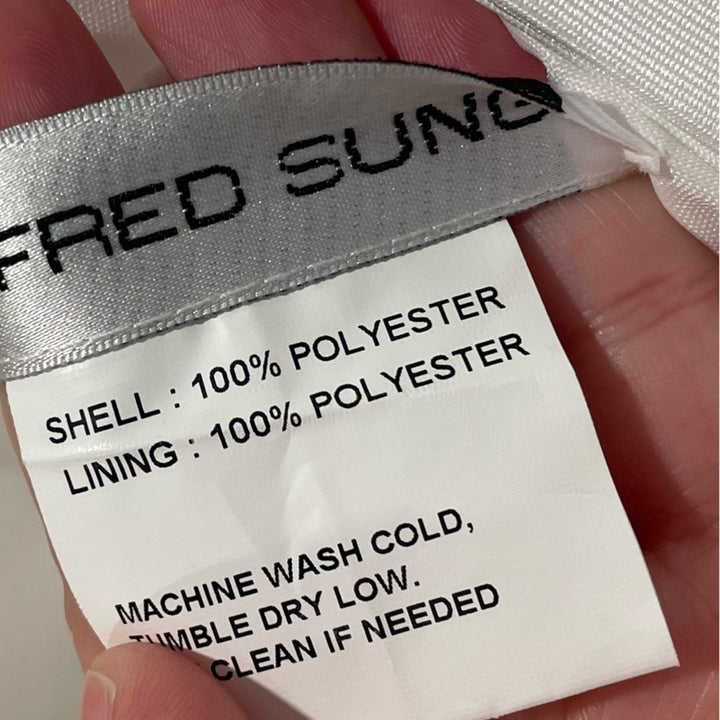 FRED SUNG
SHELL : 100% POLYESTER
LINING : 100% POLYESTER
MACHINE WASH COLD,
TUMBLE DRY LOW.
CLEAN IF NEEDED